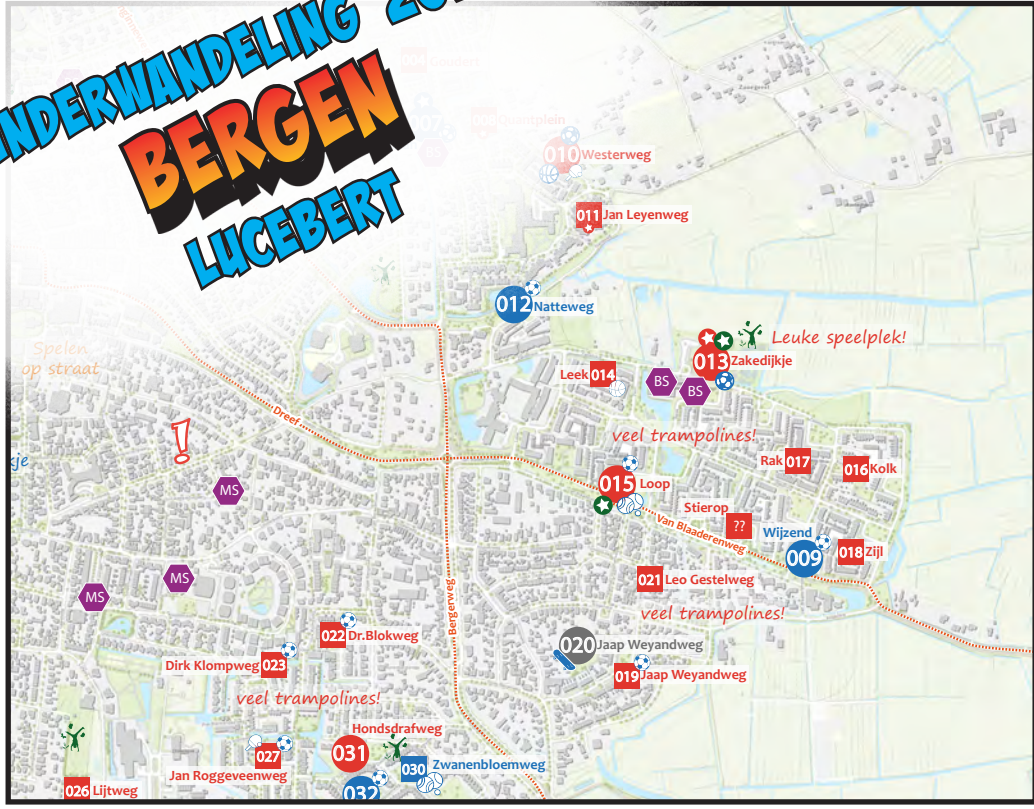 BERGEN
LUCEBERT
004 Goudest
007
Quantplein
010 Westerweg
011 Jan Leyenweg
012 Natteweg
Leuke speelplek!
013 Zakedijkje
Leek 014
BS
BS
Spelen
op straat
Dreef
veel trampolines!
Rak 017
016 Kolk
kje
MS
015 Loop
Stierop
??
Van Blaaderenweg
Wijzend
009
018 Zijl
021 Leo Gestelweg
MS
MS
Bergerweg
veel trampolines!
022 Dr.Blokweg
020 Jaap Weyandweg
Dirk Klompweg 023
019 Jaap Weyandweg
veel trampolines!
Hondsdrafweg
031
027
030 Zwanenbloemweg
Jan Roggeveenweg
026 Lijtweg
032